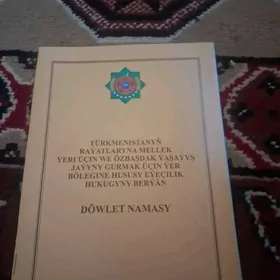 TÜRKMENISTANYŇ
RAÝATLARYNA MELLEK
ÝERI ÜÇIN WE ÖZBAŞDAK ÝAŞAÝYŞ
JAÝYNY GURMAK ÜÇIN ÝER
BÖLEGINE HUSUSY EÝEÇILIK
HUKUGYNY BERÝÄN
DÖWLET NAMASY